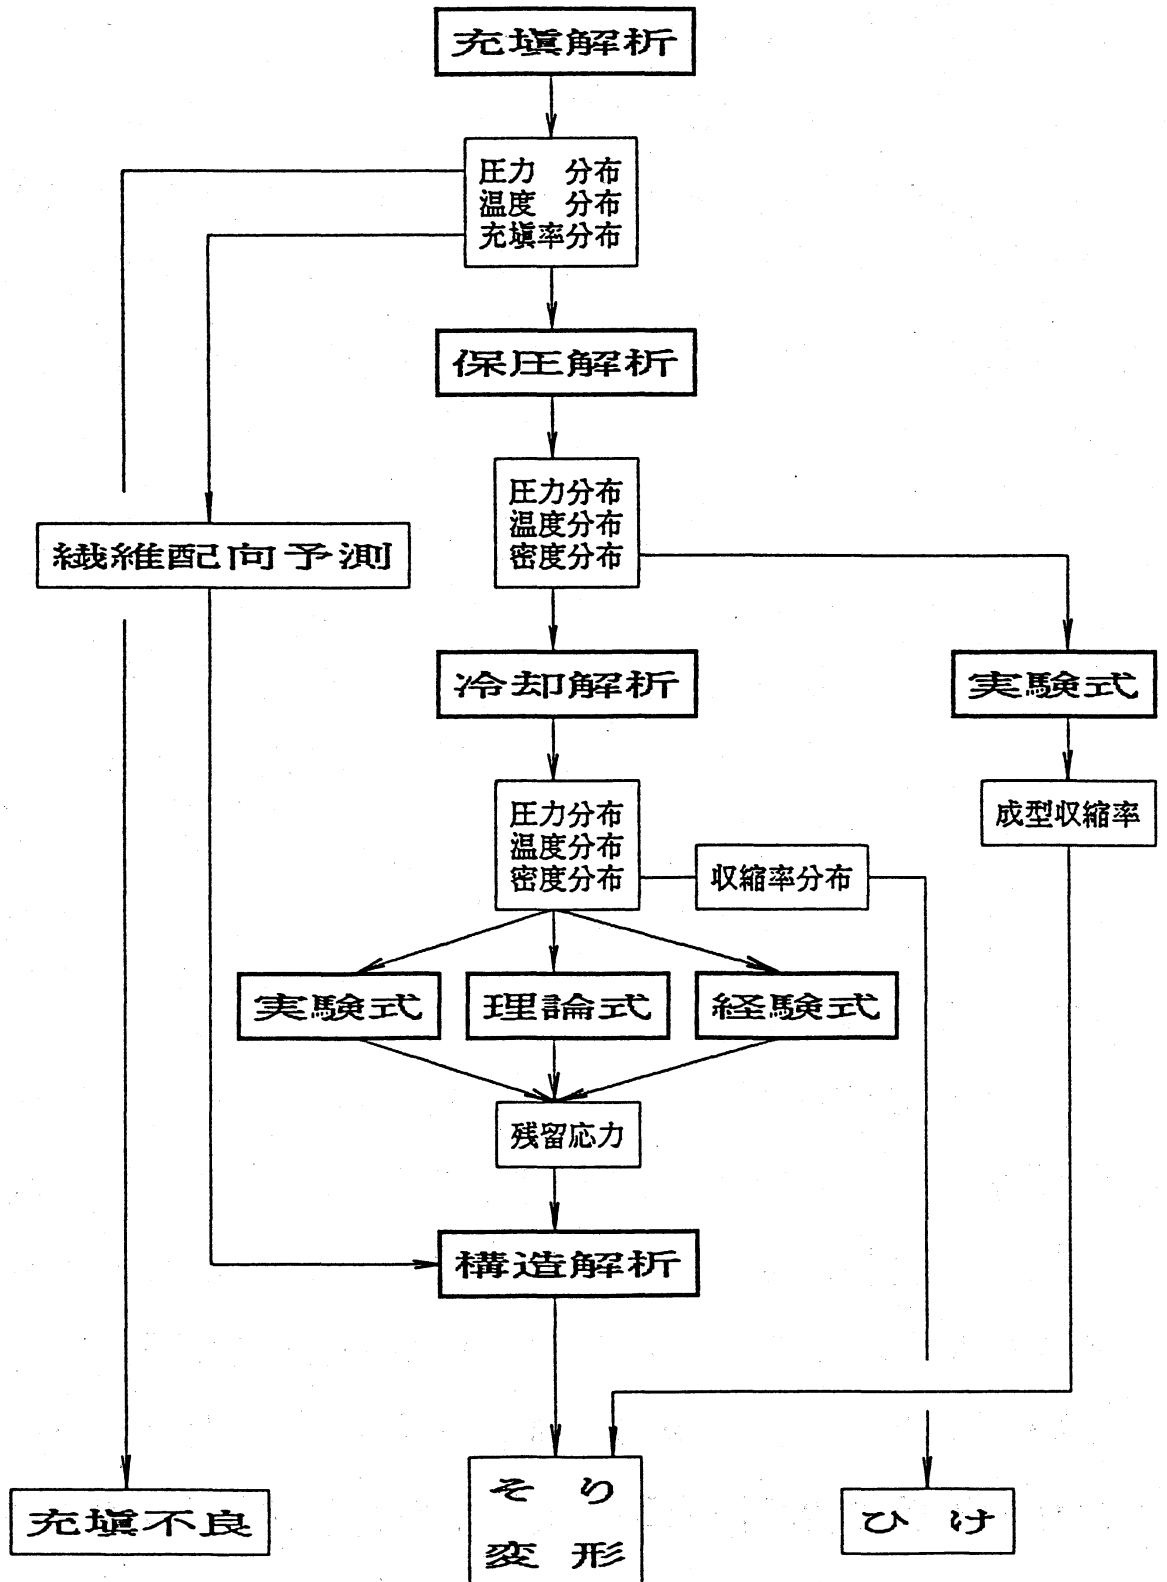 充塡解析
圧力　分布
温度　分布
充塡率分布
保圧解析
圧力分布
温度分布
密度分布
繊維配向予測
冷却解析
実験式
圧力分布
温度分布
密度分布
収縮率分布
成型収縮率
実験式
理論式
経験式
残留応力
構造解析
充塡不良
そり
変形
ひけ